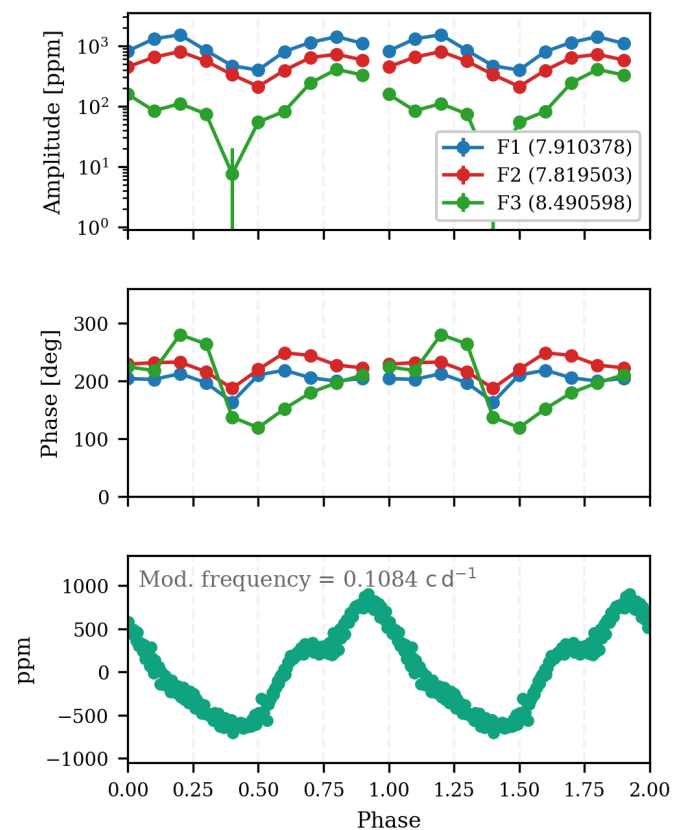 Amplitude [ppm]
10³
10²
10¹
10⁰
F1 (7.910378)
F2 (7.819503)
F3 (8.490598)
Phase [deg]
300
200
100
0
Mod. frequency = 0.1084 c d⁻¹
ppm
1000
500
0
−500
−1000
0.00 0.25 0.50 0.75 1.00 1.25 1.50 1.75 2.00
Phase